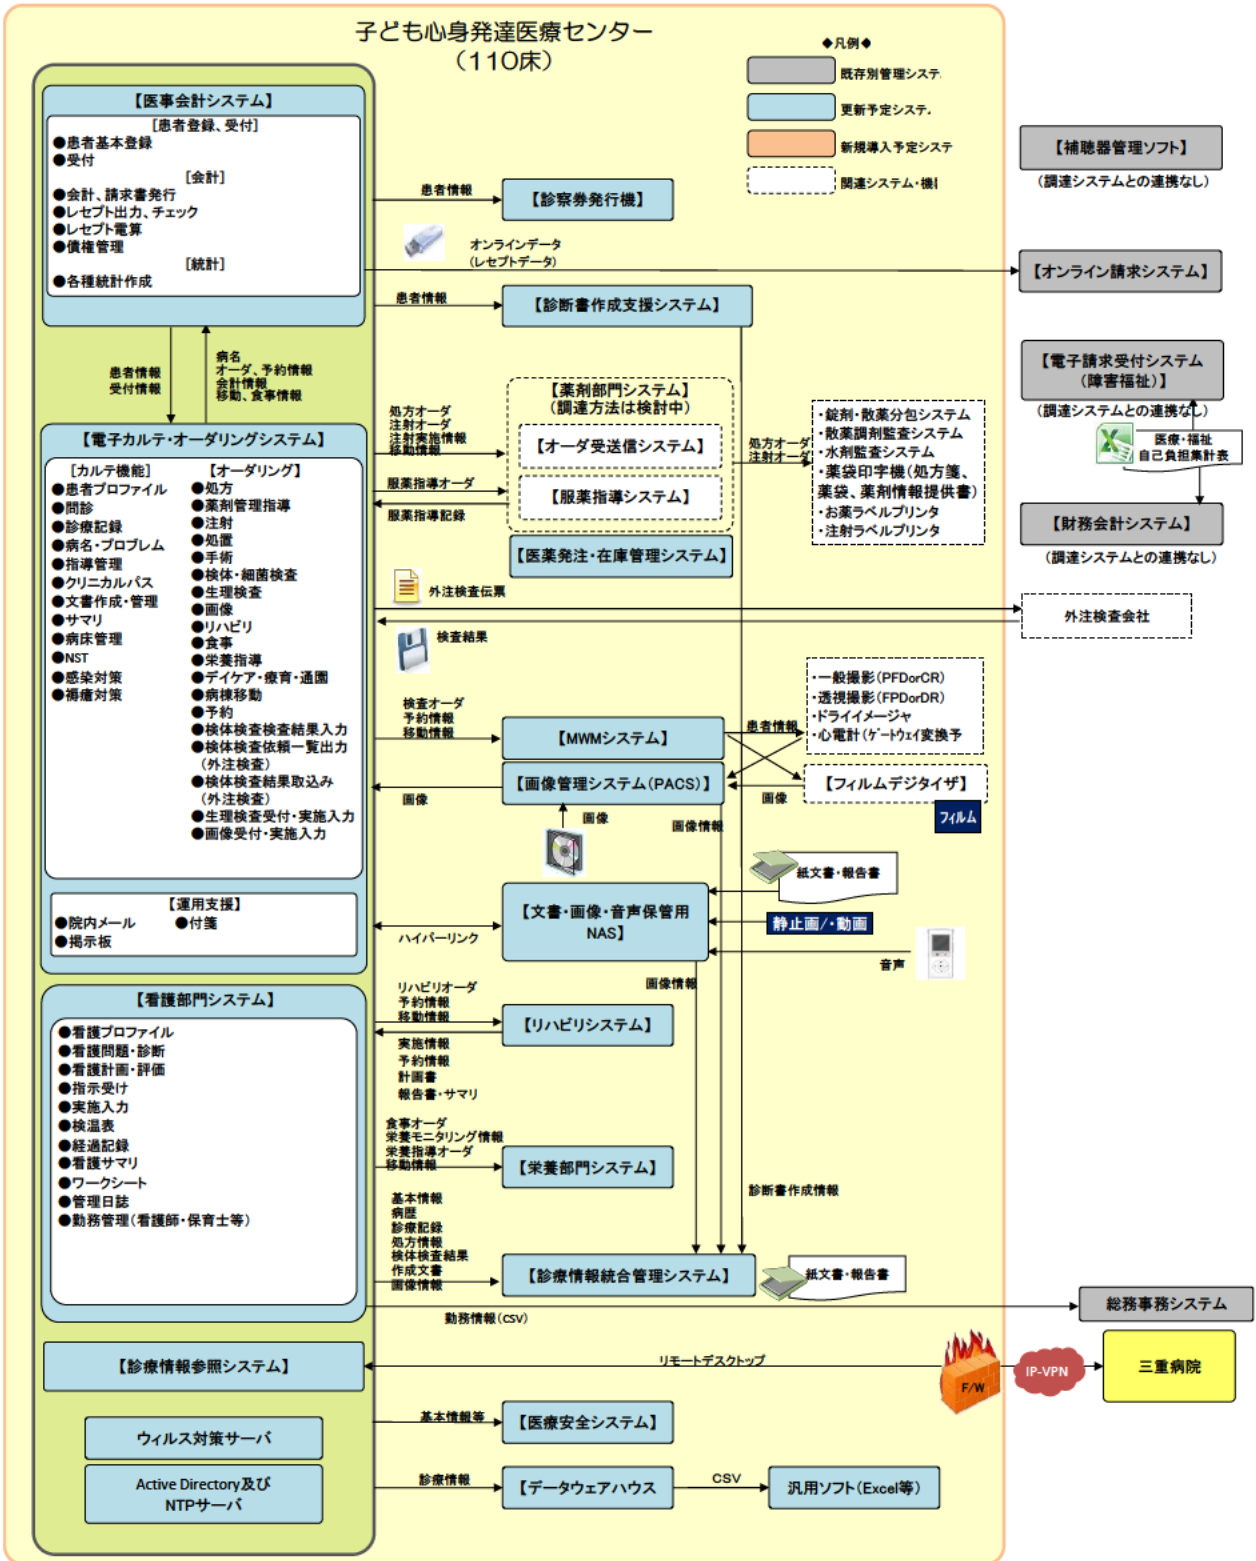 子ども心身発達医療センター
（110床）
◆凡例◆
既存別管理システ
更新予定システ
新規導入予定システ
関連システム・機
【医事会計システム】
[患者登録、受付]
●患者基本登録
●受付
[会計]
●会計、請求書発行
●レセプト出力、チェック
●レセプト電算
●債権管理
[統計]
●各種統計作成
患者情報
【診察券発行機】
オンラインデータ
(レセプトデータ)
患者情報
【診断書作成支援システム】
【補聴器管理ソフト】
(調達システムとの連携なし)
【オンライン請求システム】
【電子請求受付システム
(障害福祉)】
(調達システムとの連携なし)
医療・福祉
自己負担集計表
【財務会計システム】
(調達システムとの連携なし)
外注検査会社
患者情報
受付情報
病名
オーダ、予約情報
会計情報
移動、食事情報
処方オーダ
注射オーダ
注射実施情報
移動情報
服薬指導オーダ
服薬指導記録
【薬剤部門システム】
(調達方法は検討中)
【オーダ受送信システム】
【服薬指導システム】
【医薬発注・在庫管理システム】
処方オーダ
注射オーダ
・錠剤・散薬分包システム
・散薬調剤監査システム
・水剤監査システム
・薬袋印字機(処方箋、
薬袋、薬剤情報提供書)
・お薬ラベルプリンタ
・注射ラベルプリンタ
【電子カルテ・オーダリングシステム】
[カルテ機能]
●患者プロファイル
●問診
●診療記録
●病名・プロブレム
●指導管理
●クリニカルパス
●文書作成・管理
●サマリ
●病床管理
●NST
●感染対策
●褥瘡対策
【オーダリング】
●処方
●薬剤管理指導
●注射
●処置
●手術
●検体・細菌検査
●生理検査
●画像
●リハビリ
●食事
●栄養指導
●デイケア・療育・通園
●病棟移動
●予約
●検体検査検査結果入力
●検体検査依頼一覧出力
(外注検査)
●検体検査結果取込み
(外注検査)
●生理検査受付・実施入力
●画像受付・実施入力
【運用支援】
●院内メール
●付箋
●掲示板
外注検査伝票
検査結果
検査オーダ
予約情報
移動情報
【MWMシステム】
患者情報
・一般撮影(PFDorCR)
・透視撮影(FPDorDR)
・ドライイメージャ
・心電計(ゲートウェイ変換予
画像
【画像管理システム(PACS)】
画像
【フィルムデジタイザ】
フィルム
画像
画像情報
紙文書・報告書
【文書・画像・音声保管用
NAS】
静止画/・動画
音声
ハイパーリンク
画像情報
【看護部門システム】
●看護プロファイル
●看護問題・診断
●看護計画・評価
●指示受け
●実施入力
●検温表
●経過記録
●看護サマリ
●ワークシート
●管理日誌
●勤務管理(看護師・保育士等)
リハビリオーダ
予約情報
移動情報
【リハビリシステム】
実施情報
予約情報
計画書
報告書・サマリ
食事オーダ
栄養モニタリング情報
栄養指導オーダ
移動情報
【栄養部門システム】
診断書作成情報
基本情報
病歴
診療記録
処方情報
検体検査結果
作成文書
画像情報
【診療情報統合管理システム】
紙文書・報告書
勤務情報(CSV)
総務事務システム
【診療情報参照システム】
リモートデスクトップ
F/W
IP-VPN
三重病院
ウィルス対策サーバ
基本情報等
【医療安全システム】
Active Directory及び
NTPサーバ
診療情報
【データウェアハウス
CSV
汎用ソフト(Excel等)